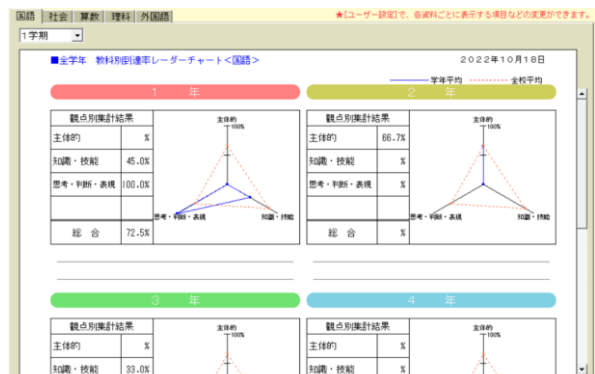 国語 社会 算数 理科 外国語
★[ユーザー設定]で、各資料ごとに表示する項目などの変更ができます。
1学期
■全学年 教科別到達率レーダーチャート＜国語＞ 2022年10月18日
学年平均 全校平均
1 年
2 年
観点別集計結果
主体的 %
知識・技能 45.0%
思考・判断・表現 100.0%
総 合 72.5%
主体的
100%
思考・判断・表現 知識・技能
観点別集計結果
主体的 66.7%
知識・技能 %
思考・判断・表現 %
総 合 %
主体的
100%
思考・判断・表現 知識・技能
3 年
4 年
観点別集計結果
主体的 %
知識・技能 33.0%
主体的
100%
観点別集計結果
主体的 %
知識・技能 %
主体的
100%